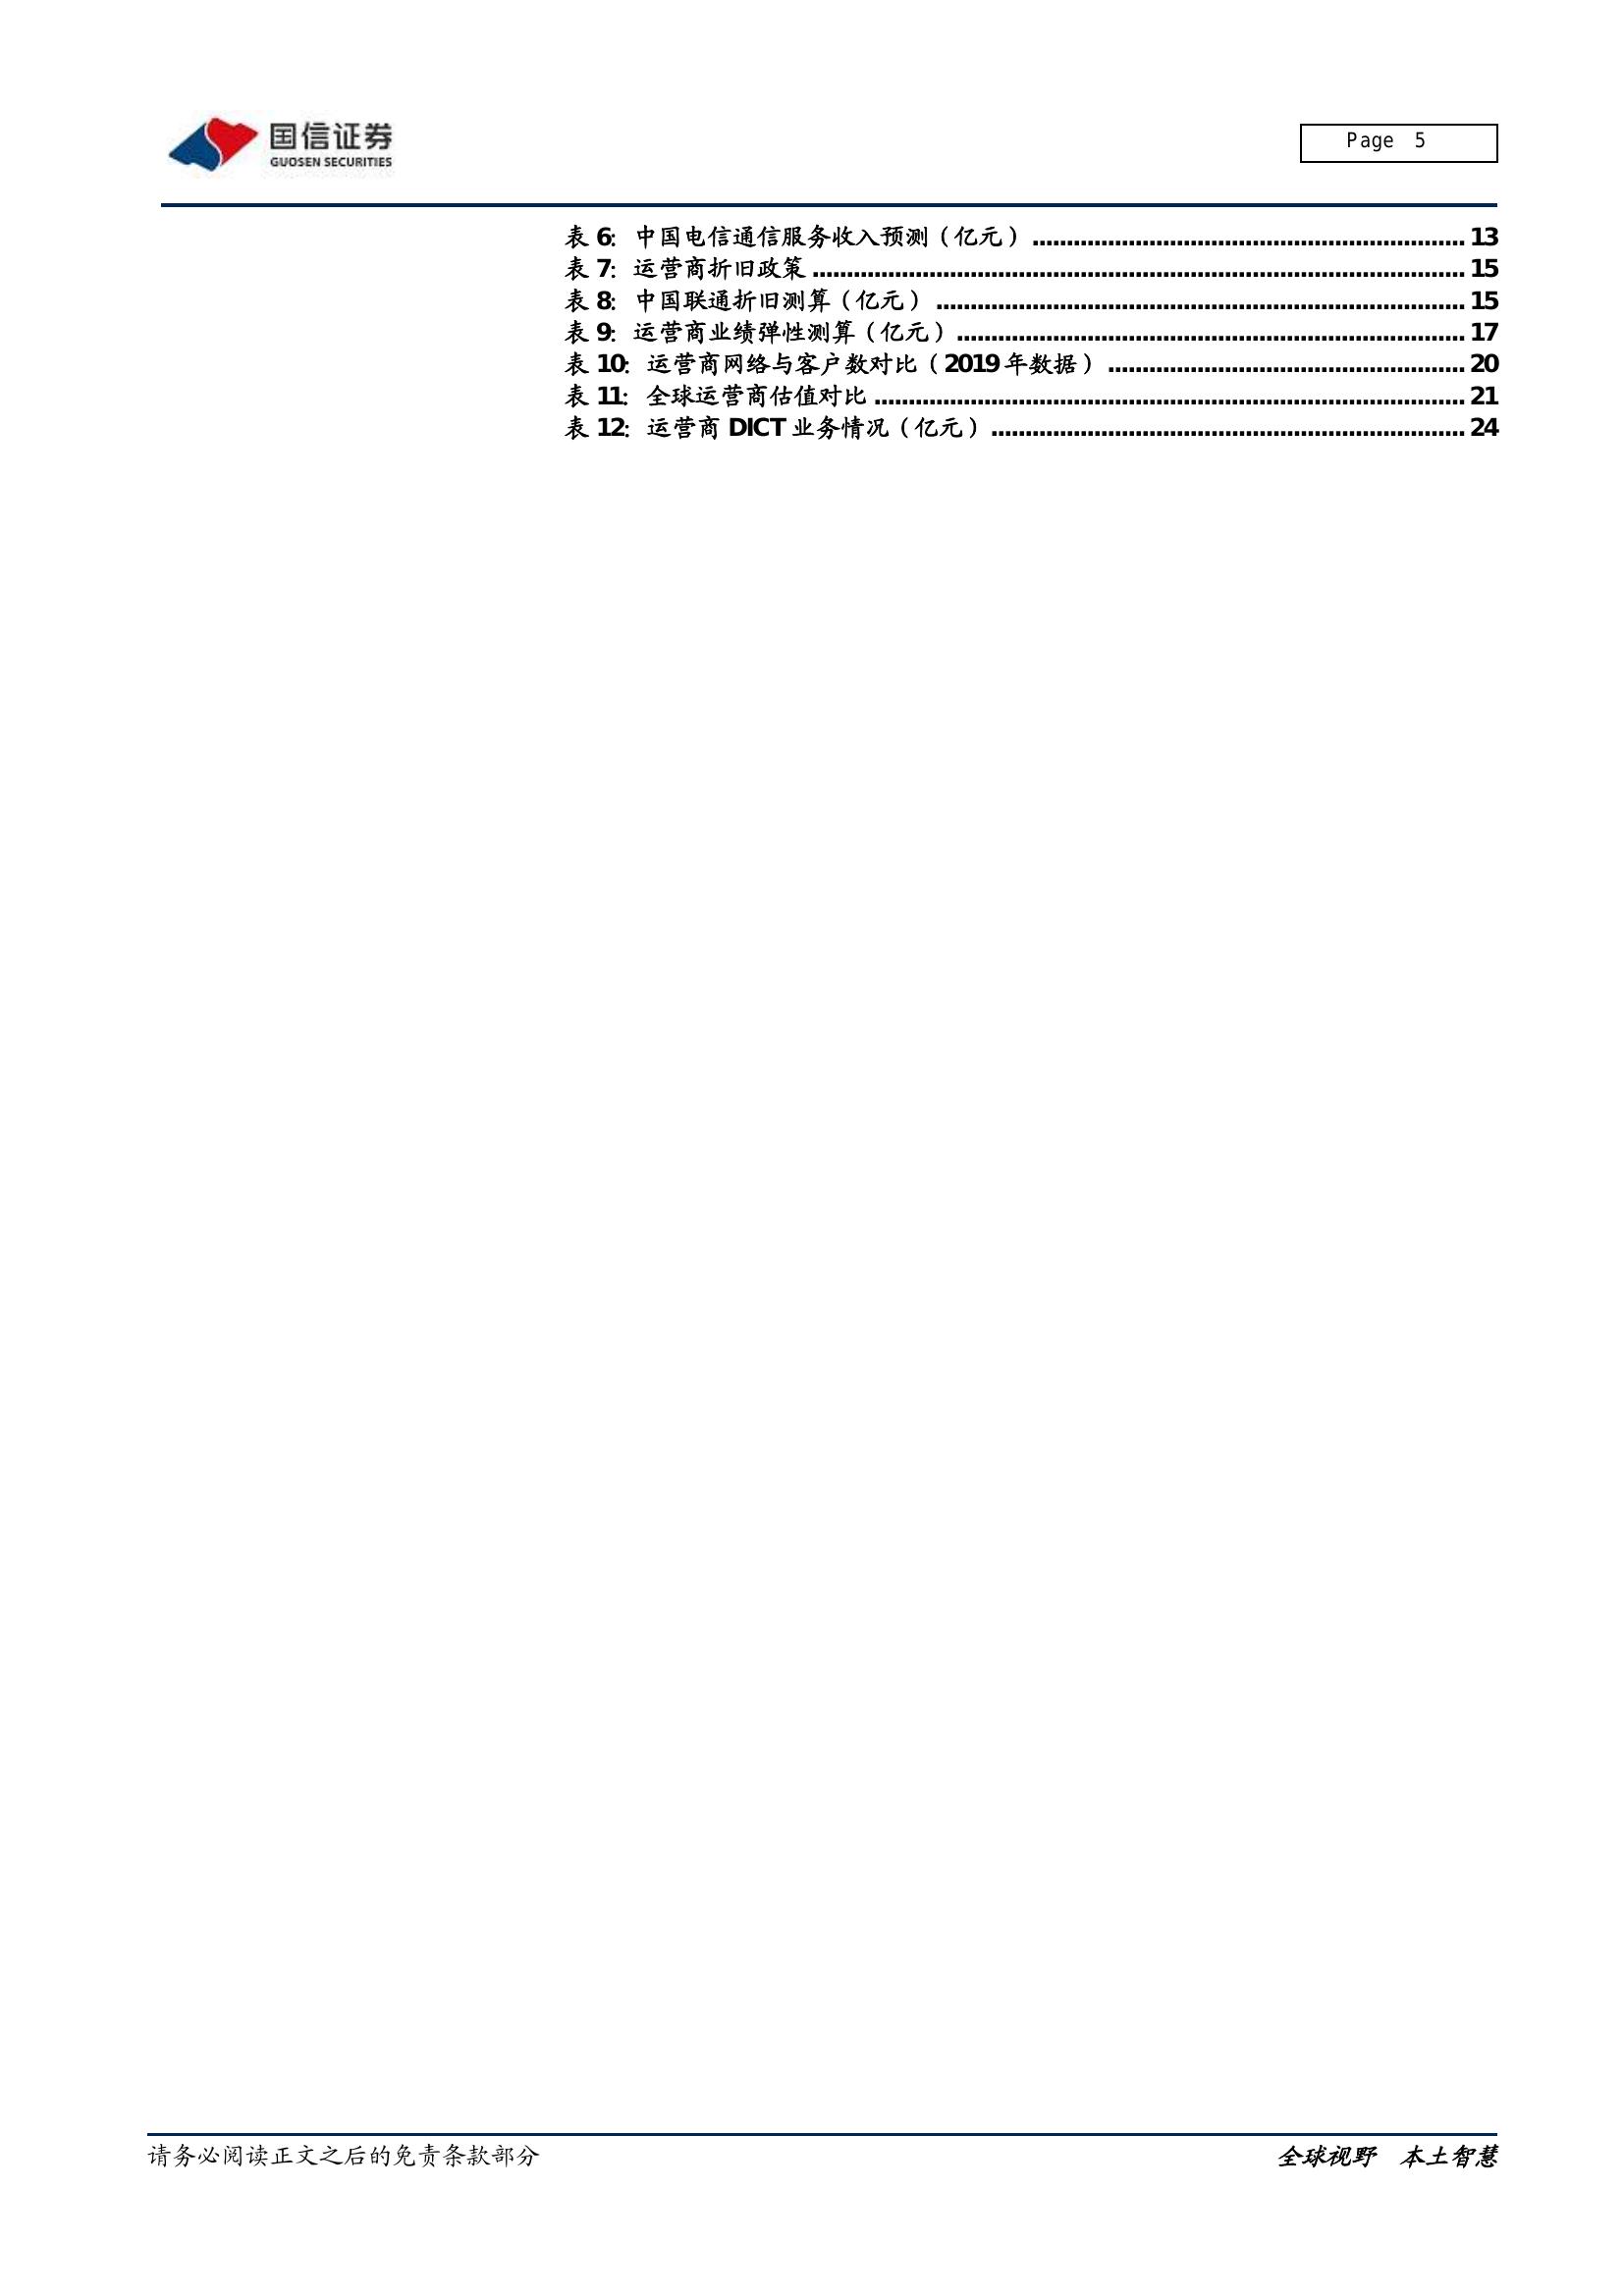 国信证券
GUOSEN SECURITIES
Page 5
表 6: 中国电信通信服务收入预测（亿元）......................................................13
表 7: 运营商折旧政策......................................................15
表 8: 中国联通折旧测算（亿元）......................................................15
表 9: 运营商业绩弹性测算（亿元）......................................................17
表 10: 运营商网络与客户数对比（2019 年数据）......................................................20
表 11: 全球运营商估值对比......................................................21
表 12: 运营商 DICT 业务情况（亿元）......................................................24
请务必阅读正文之后的免责条款部分
全球视野 本土智慧